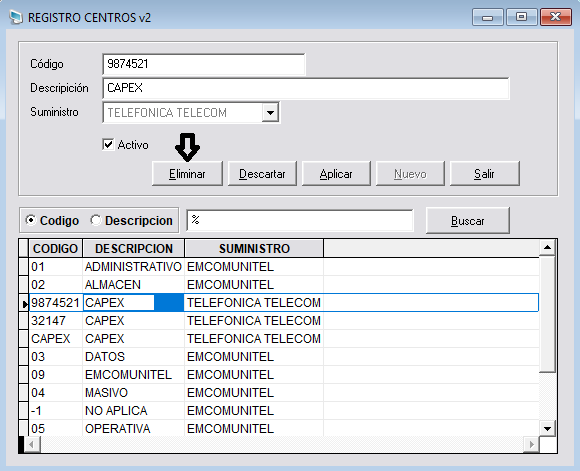 REGISTRO CENTROS v2
Código 9874521
Descripición CAPEX
Suministro TELEFONICA TELECOM
Activo
Eliminar Descartar Aplicar Nuevo Salir
Codigo Descripcion % Buscar
CODIGO DESCRIPCION SUMINISTRO
01 ADMINISTRATIVO EMCOMUNITEL
02 ALMACEN EMCOMUNITEL
9874521 CAPEX TELEFONICA TELECOM
32147 CAPEX TELEFONICA TELECOM
CAPEX CAPEX TELEFONICA TELECOM
03 DATOS EMCOMUNITEL
09 EMCOMUNITEL EMCOMUNITEL
04 MASIVO EMCOMUNITEL
-1 NO APLICA EMCOMUNITEL
05 OPERATIVA EMCOMUNITEL